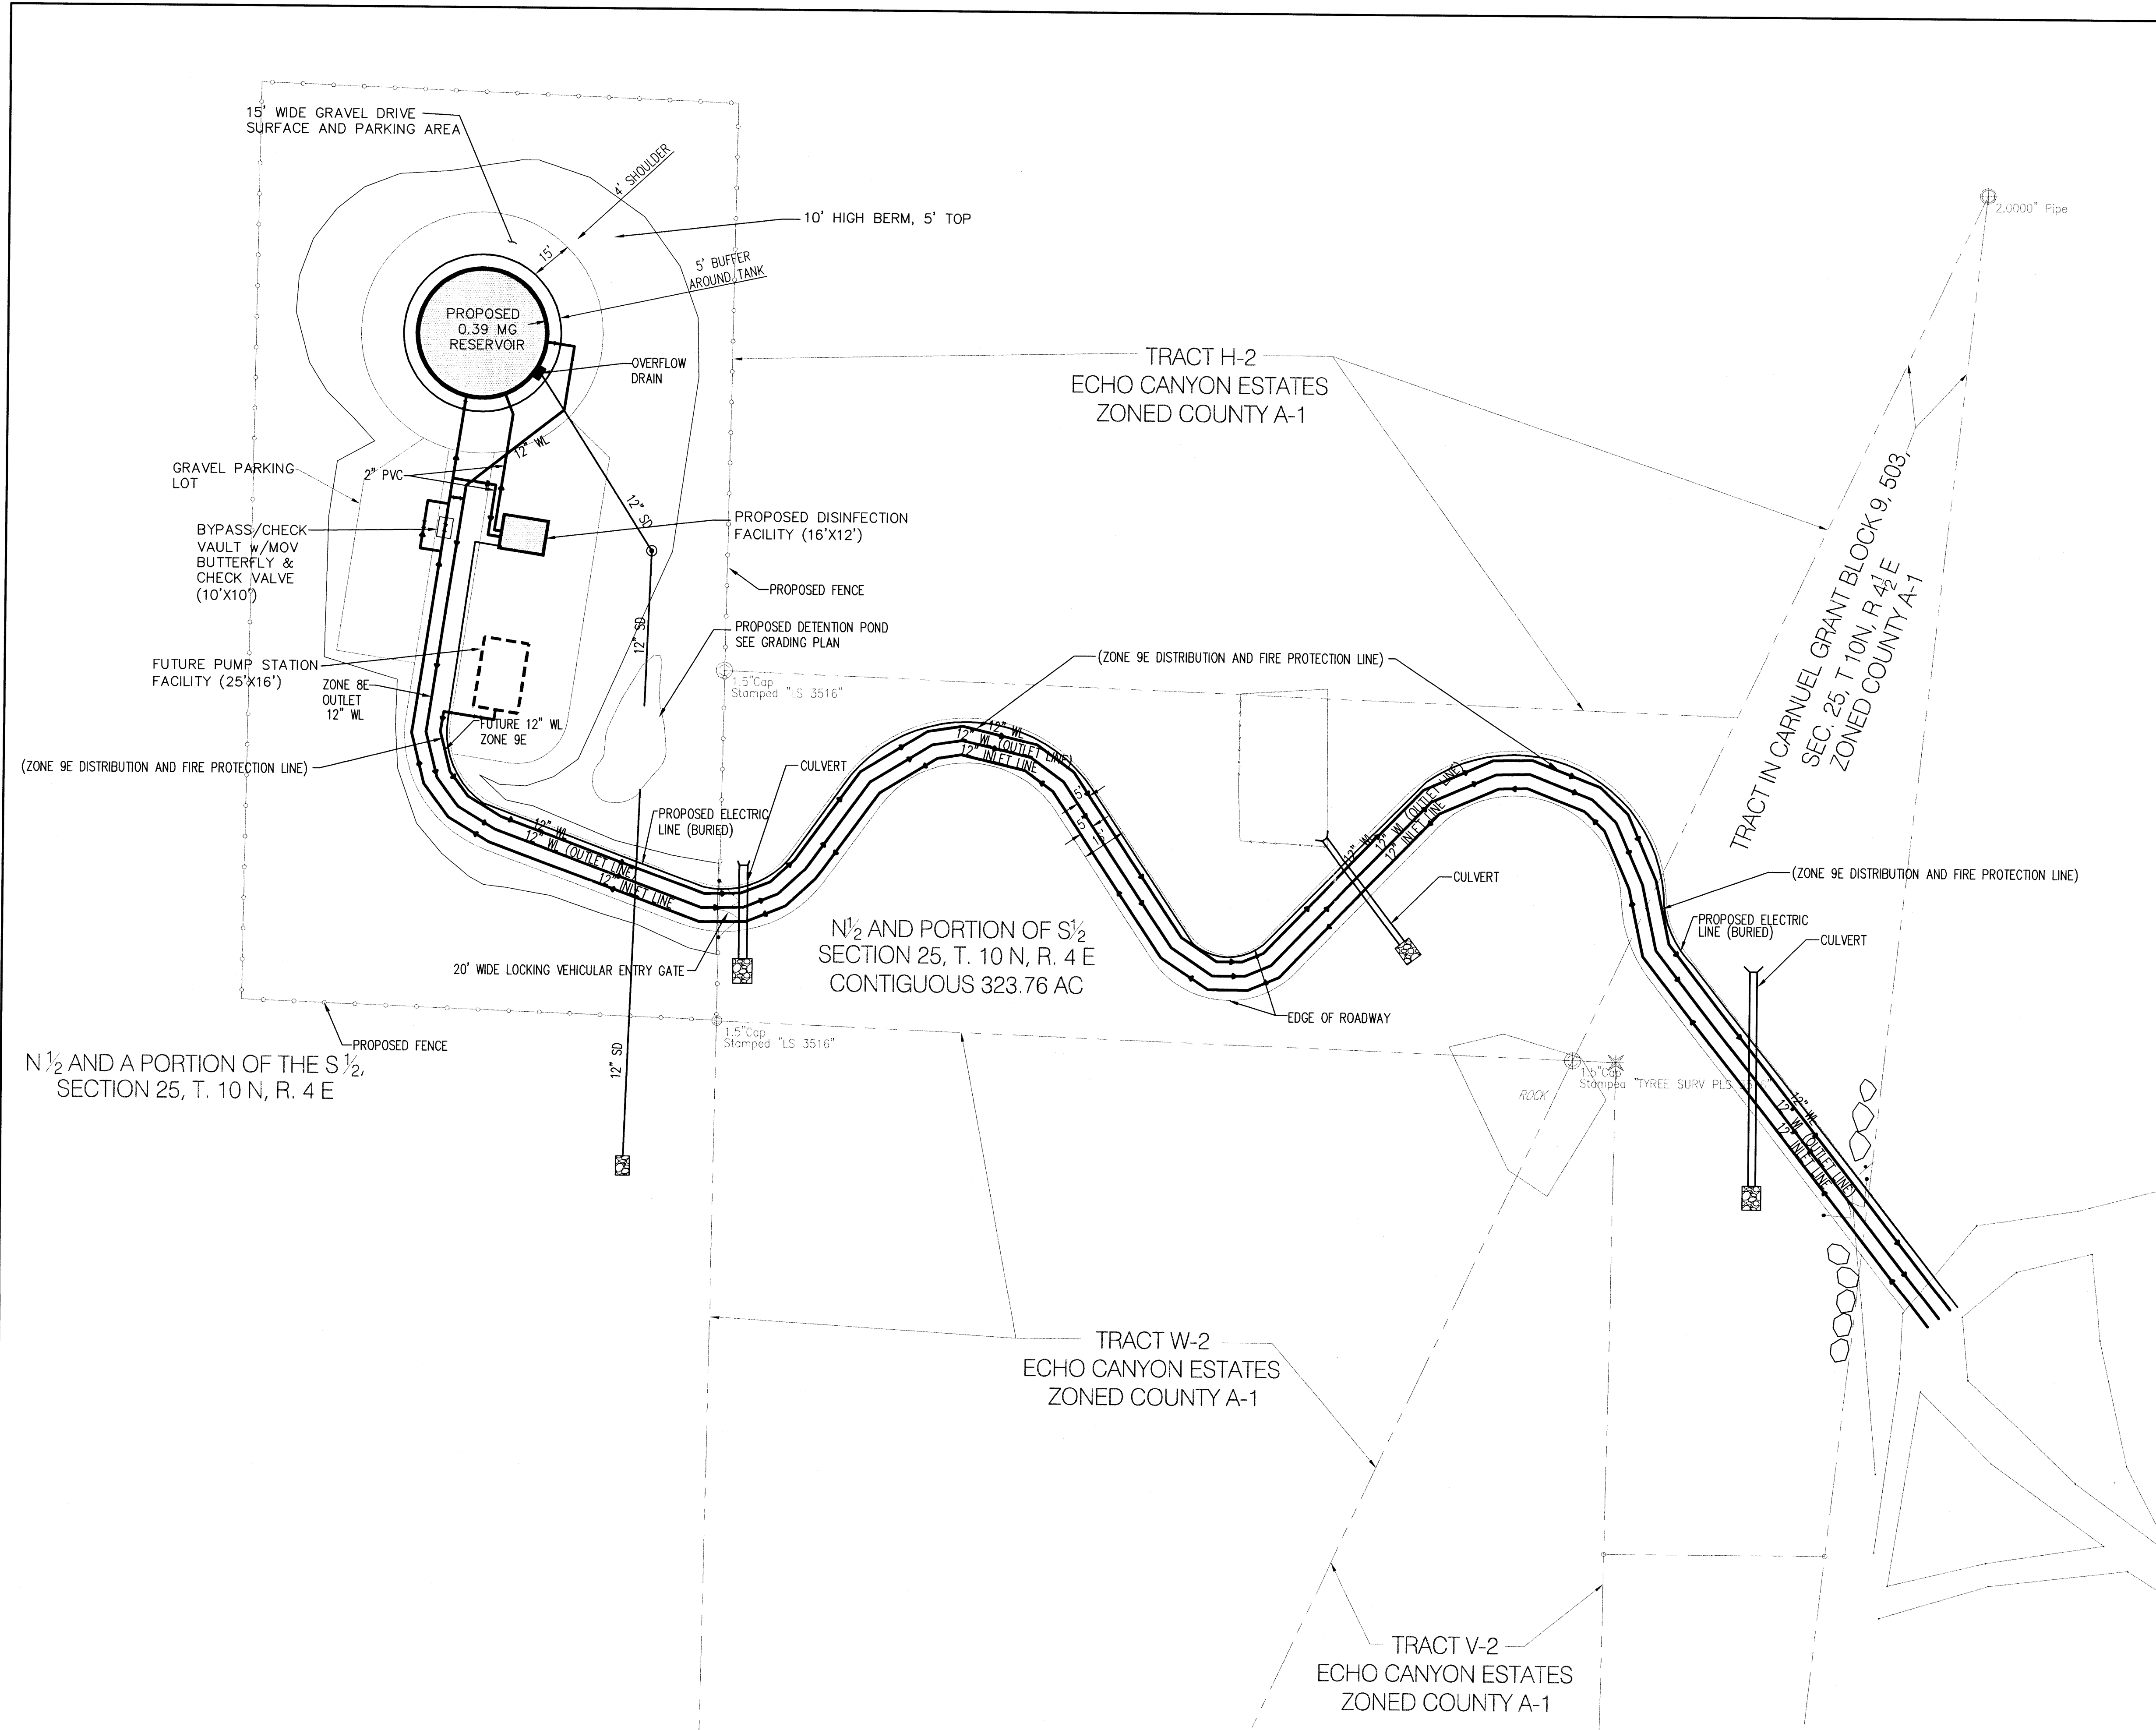 15' WIDE GRAVEL DRIVE
SURFACE AND PARKING AREA
4' SHOULDER
10' HIGH BERM, 5' TOP
15'
5' BUFFER
AROUND TANK
PROPOSED
0.39 MG
RESERVOIR
OVERFLOW
DRAIN
2.0000" Pipe
TRACT H-2
ECHO CANYON ESTATES
ZONED COUNTY A-1
TRACT IN CARNUEL GRANT BLOCK 9, 503,
SEC. 25, T 10N, R 4½ E
ZONED COUNTY A-1
12" WL
GRAVEL PARKING
LOT
2" PVC
12" SD
BYPASS/CHECK
VAULT w/MOV
BUTTERFLY &
CHECK VALVE
(10'X10')
PROPOSED DISINFECTION
FACILITY (16'X12')
PROPOSED FENCE
12" SD
PROPOSED DETENTION POND
SEE GRADING PLAN
FUTURE PUMP STATION
FACILITY (25'X16')
ZONE 8E
OUTLET
12" WL
FUTURE 12" WL
ZONE 9E
1.5"Cap
Stamped "LS 3516"
(ZONE 9E DISTRIBUTION AND FIRE PROTECTION LINE)
(ZONE 9E DISTRIBUTION AND FIRE PROTECTION LINE)
12" WL
12" WL (OUTLET LINE)
12" INLET LINE
CULVERT
5'
5'
16'
PROPOSED ELECTRIC
LINE (BURIED)
12" WL
12" WL (OUTLET LINE)
12" INLET LINE
12" WL
12" WL (OUTLET LINE)
12" INLET LINE
CULVERT
(ZONE 9E DISTRIBUTION AND FIRE PROTECTION LINE)
PROPOSED ELECTRIC
LINE (BURIED)
CULVERT
N½ AND PORTION OF S½
SECTION 25, T. 10 N, R. 4 E
CONTIGUOUS 323.76 AC
20' WIDE LOCKING VEHICULAR ENTRY GATE
EDGE OF ROADWAY
1.5"Cap
Stamped "LS 3516"
PROPOSED FENCE
N ½ AND A PORTION OF THE S ½,
SECTION 25, T. 10 N, R. 4 E
12" SD
1.5"Cap
Stamped "TYREE SURV PLS
ROCK
12" WL
12" WL (OUTLET LINE)
12" INLET LINE
TRACT W-2
ECHO CANYON ESTATES
ZONED COUNTY A-1
TRACT V-2
ECHO CANYON ESTATES
ZONED COUNTY A-1